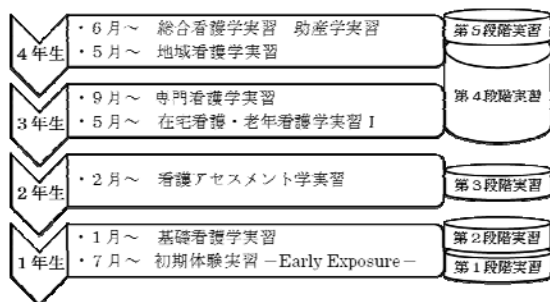 4年生
・6月～ 総合看護学実習 助産学実習
・5月～ 地域看護学実習
第5段階実習
第4段階実習
3年生
・9月～ 専門看護学実習
・5月～ 在宅看護・老年看護学実習Ⅰ
2年生
・2月～ 看護アセスメント学実習
第3段階実習
1年生
・1月～ 基礎看護学実習
・7月～ 初期体験実習－Early Exposure－
第2段階実習
第1段階実習